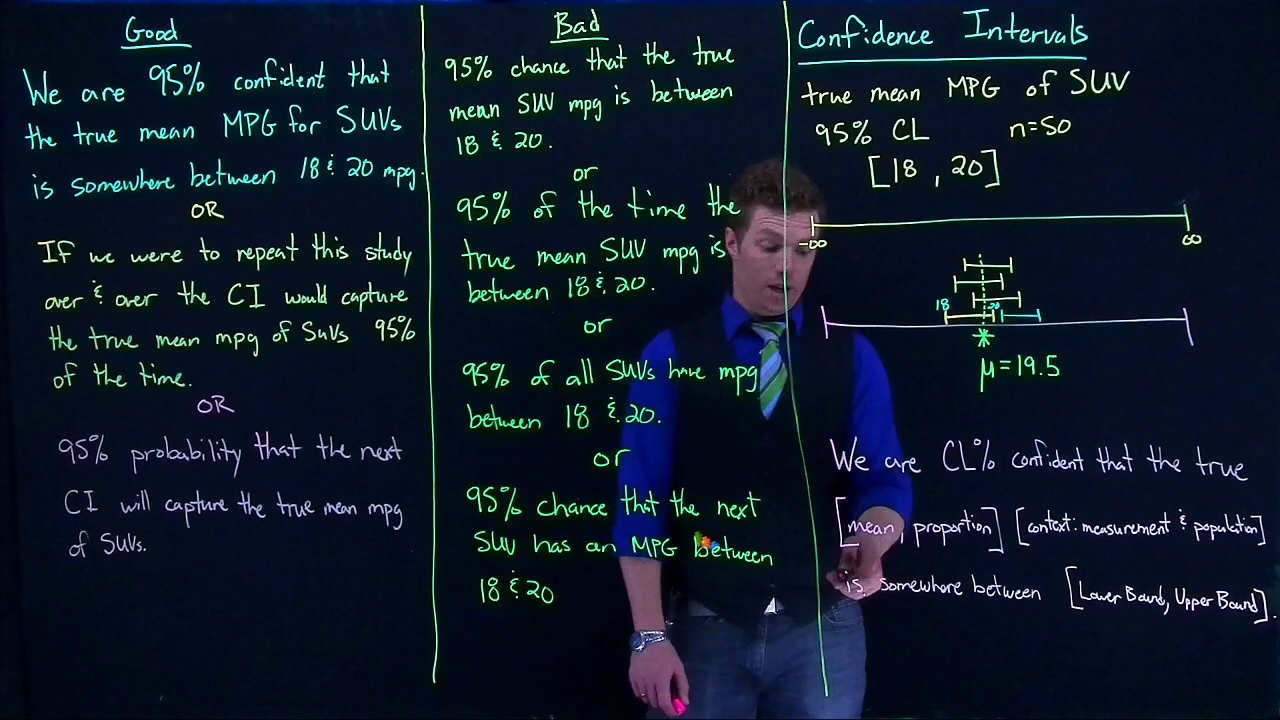 Good
We are 95% confident that
the true mean MPG for SUVs
is somewhere between 18 & 20 mpg.
OR
If we were to repeat this study
over & over the CI would capture
the true mean mpg of SUVs 95%
of the time.
OR
95% probability that the next
CI will capture the true mean mpg
of SUVs.
Bad
95% chance that the true
mean SUV mpg is between
18 & 20.
or
95% of the time the
true mean SUV mpg is
between 18 & 20.
or
95% of all SUVs have mpg
between 18 & 20.
or
95% chance that the next
SUV has an MPG between
18 & 20
Confidence Intervals
true mean MPG of SUV
95% CL n=50
[18, 20]
-∞ ∞
18 20
μ=19.5
We are CL% confident that the true
[mean, proportion] [context: measurement & population]
is somewhere between [Lower Bound, Upper Bound].